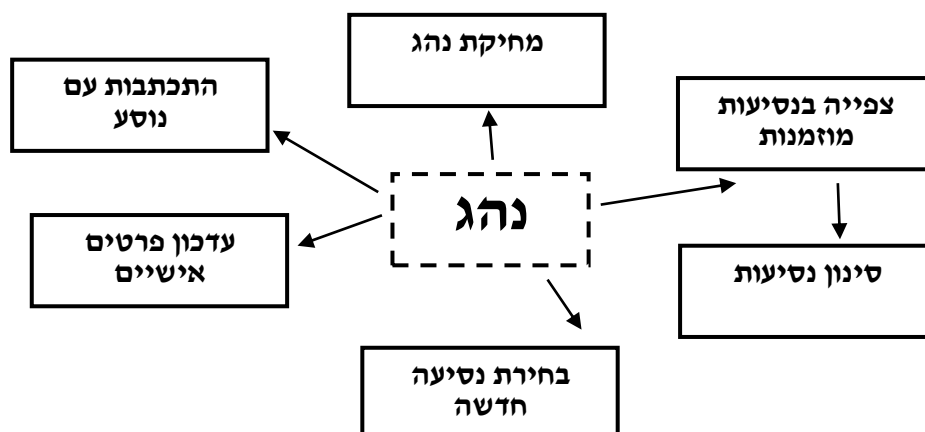 מחיקת נהג
צפייה בנסיעות
מוזמנות
התכתבות עם
נוסע
נהג
עדכון פרטים
אישיים
סינון נסיעות
בחירת נסיעה
חדשה